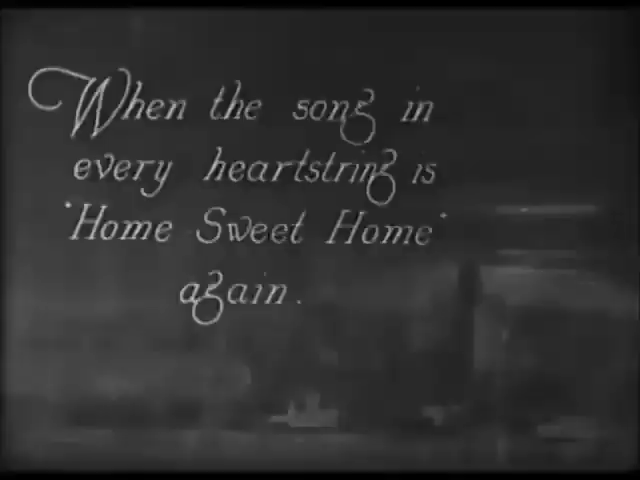 When the song in
every heartstring is
'Home Sweet Home'
again.